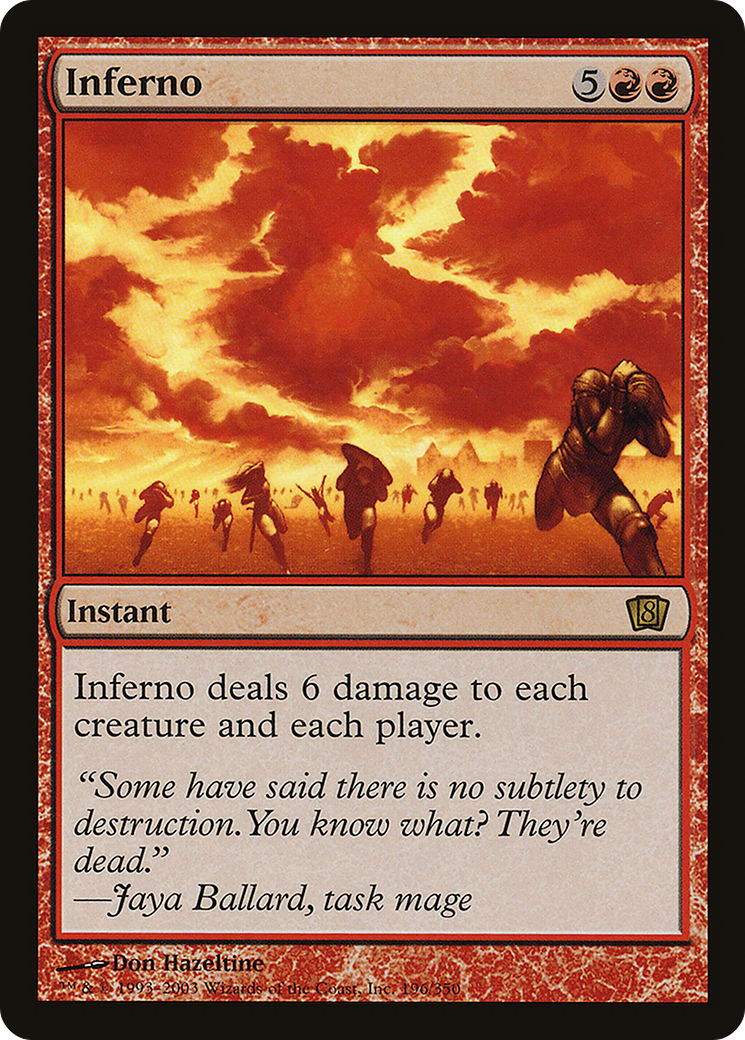 Inferno 5
Instant 8
Inferno deals 6 damage to each
creature and each player.
“Some have said there is no subtlety to
destruction. You know what? They’re
dead.”
—Jaya Ballard, task mage
Don Hazeltine
™ & © 1993–2003 Wizards of the Coast, Inc. 196/350